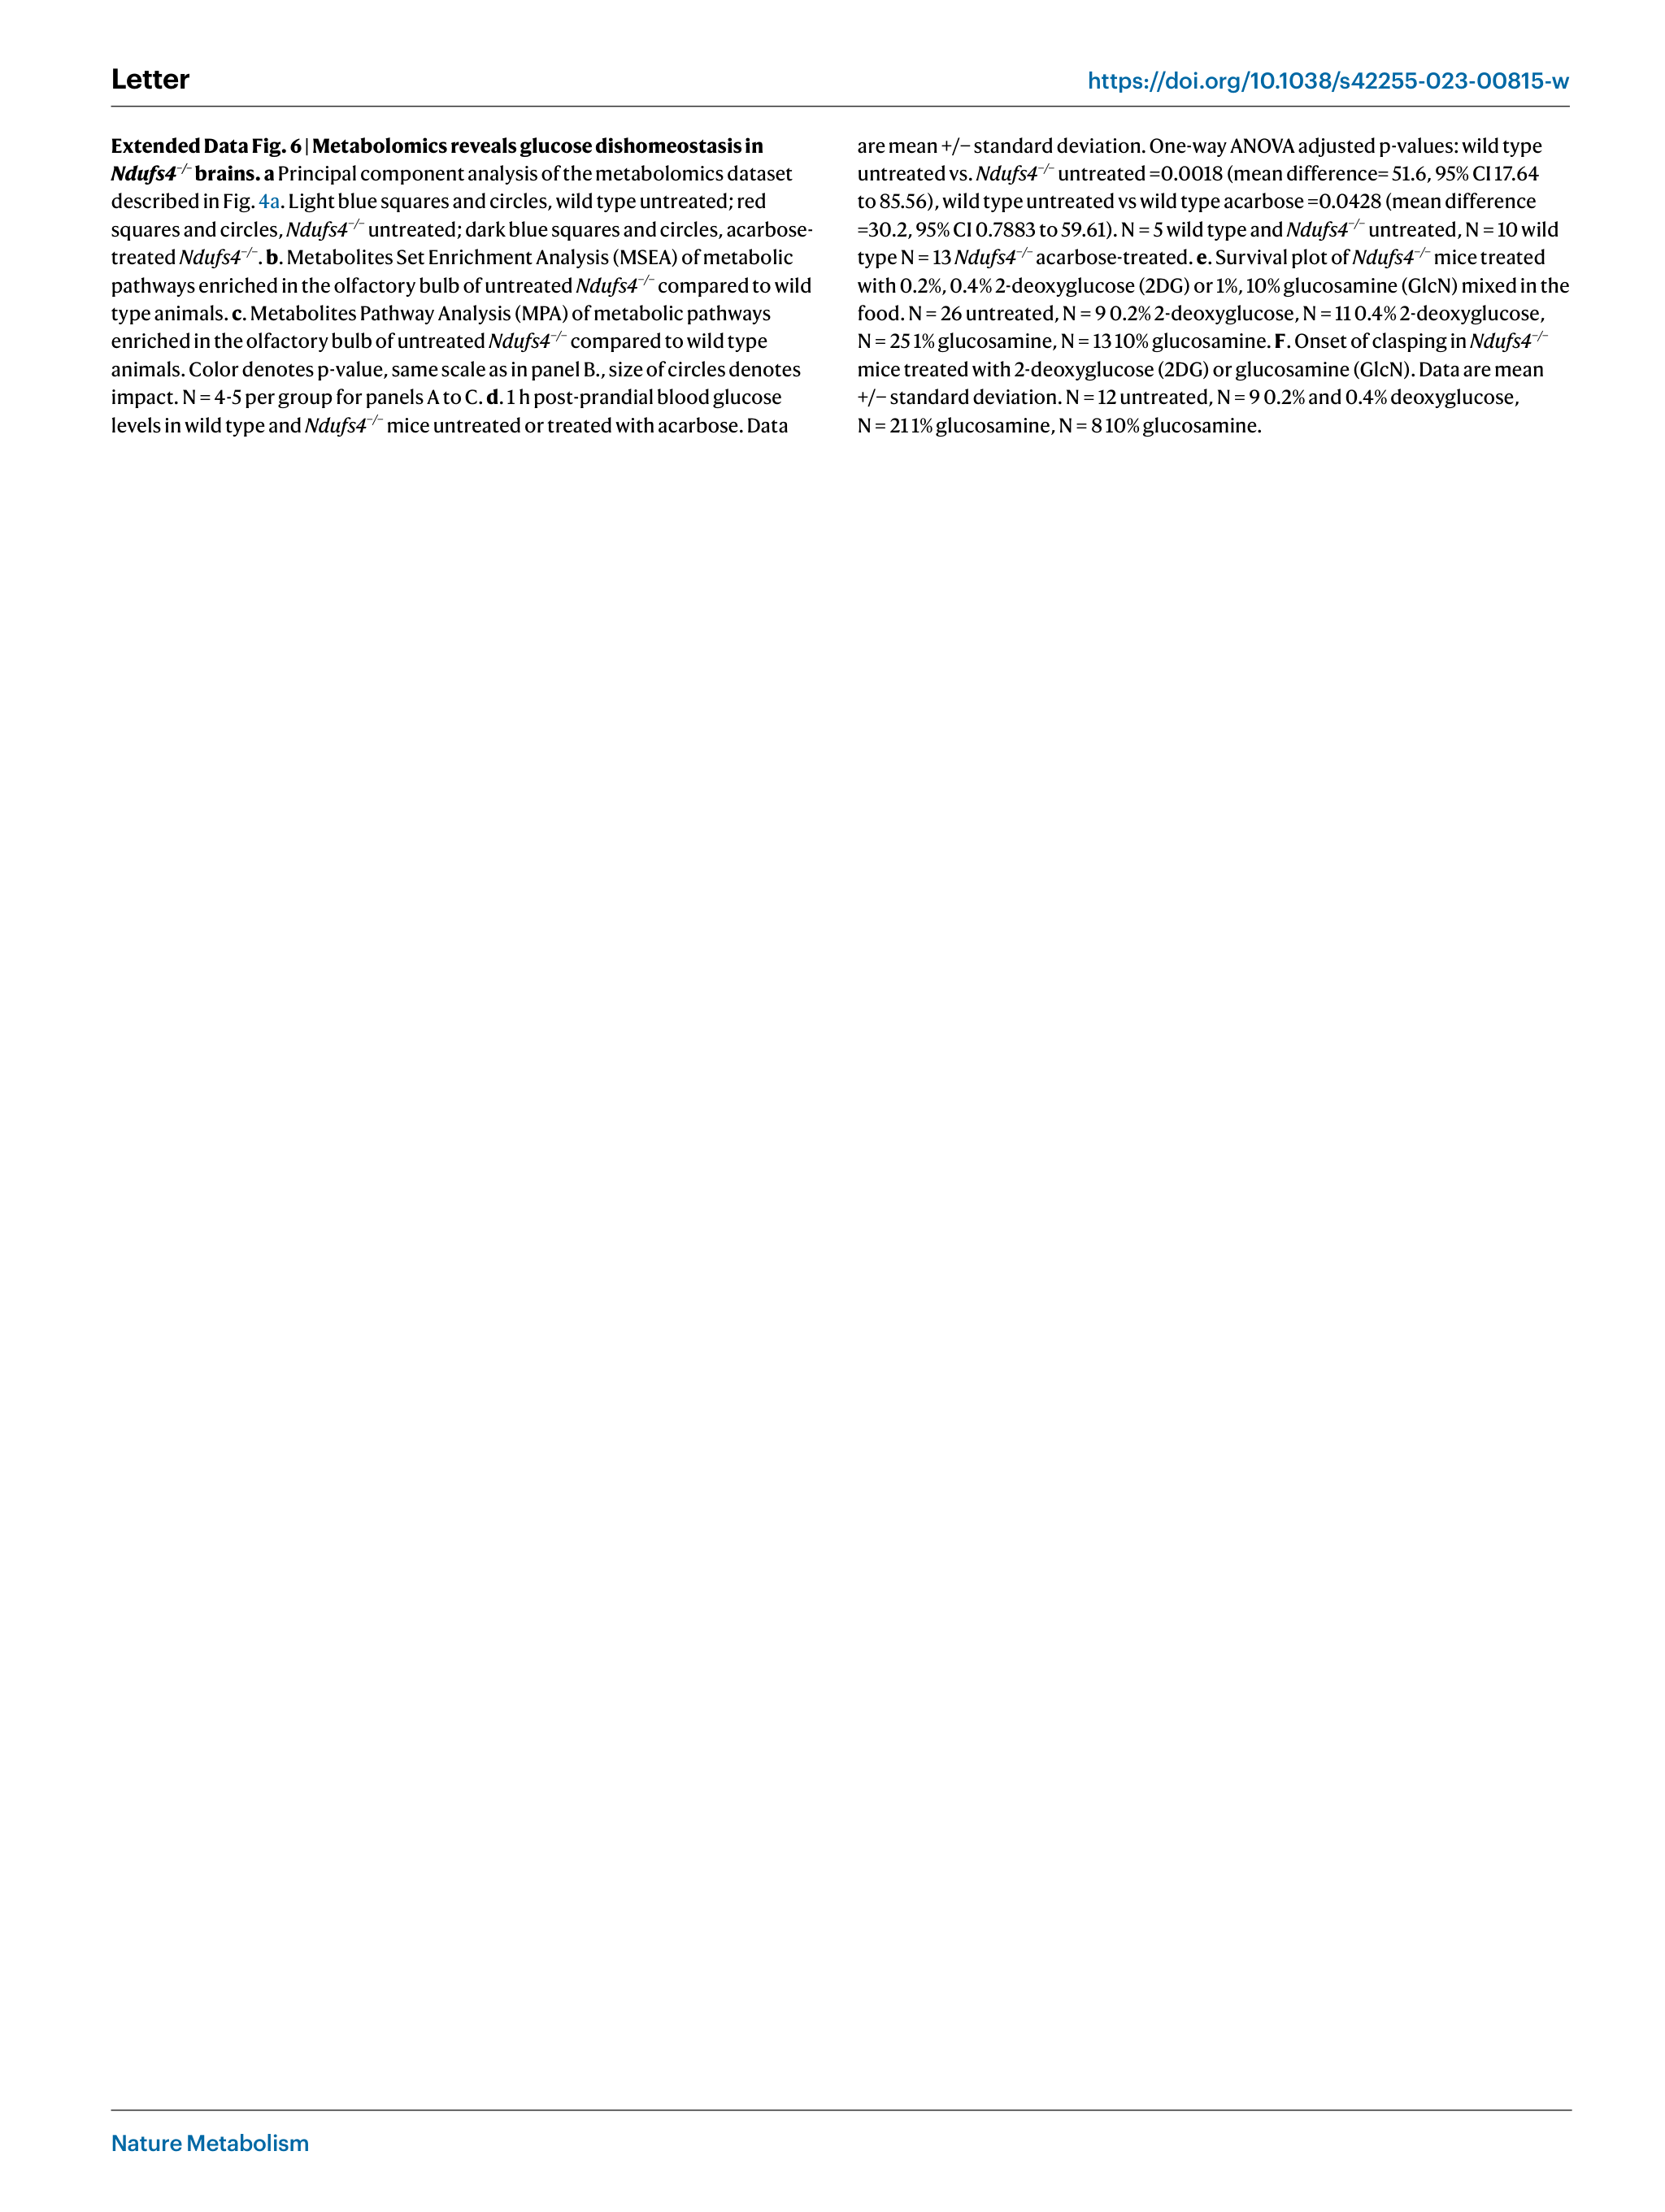 Letter
https://doi.org/10.1038/s42255-023-00815-w
Extended Data Fig. 6 | Metabolomics reveals glucose dishomeostasis in
Ndufs4−/− brains. a Principal component analysis of the metabolomics dataset
described in Fig. 4a. Light blue squares and circles, wild type untreated; red
squares and circles, Ndufs4−/− untreated; dark blue squares and circles, acarbose-
treated Ndufs4−/−. b. Metabolites Set Enrichment Analysis (MSEA) of metabolic
pathways enriched in the olfactory bulb of untreated Ndufs4−/− compared to wild
type animals. c. Metabolites Pathway Analysis (MPA) of metabolic pathways
enriched in the olfactory bulb of untreated Ndufs4−/− compared to wild type
animals. Color denotes p-value, same scale as in panel B., size of circles denotes
impact. N = 4-5 per group for panels A to C. d. 1 h post-prandial blood glucose
levels in wild type and Ndufs4−/− mice untreated or treated with acarbose. Data
are mean +/− standard deviation. One-way ANOVA adjusted p-values: wild type
untreated vs. Ndufs4−/− untreated =0.0018 (mean difference= 51.6, 95% CI 17.64
to 85.56), wild type untreated vs wild type acarbose =0.0428 (mean difference
=30.2, 95% CI 0.7883 to 59.61). N = 5 wild type and Ndufs4−/− untreated, N = 10 wild
type N = 13 Ndufs4−/− acarbose-treated. e. Survival plot of Ndufs4−/− mice treated
with 0.2%, 0.4% 2-deoxyglucose (2DG) or 1%, 10% glucosamine (GlcN) mixed in the
food. N = 26 untreated, N = 9 0.2% 2-deoxyglucose, N = 11 0.4% 2-deoxyglucose,
N = 25 1% glucosamine, N = 13 10% glucosamine. F. Onset of clasping in Ndufs4−/−
mice treated with 2-deoxyglucose (2DG) or glucosamine (GlcN). Data are mean
+/− standard deviation. N = 12 untreated, N = 9 0.2% and 0.4% deoxyglucose,
N = 21 1% glucosamine, N = 8 10% glucosamine.
Nature Metabolism